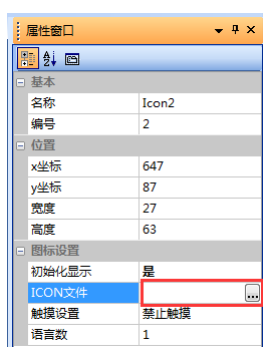 属性窗口
基本
名称 Icon2
编号 2
位置
x坐标 647
y坐标 87
宽度 27
高度 63
图标设置
初始化显示 是
ICON文件 ...
触摸设置 禁止触摸
语言数 1